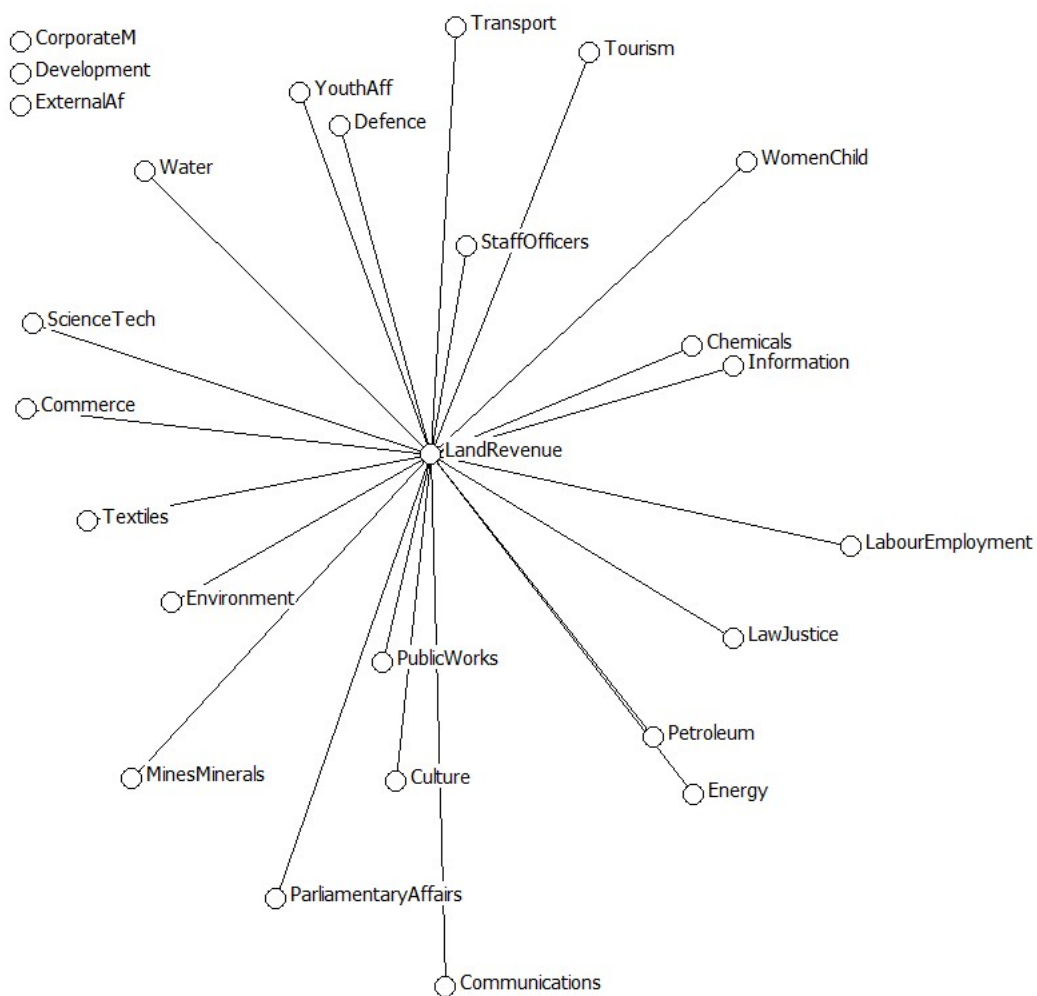 Transport
CorporateM
Tourism
Development
YouthAff
ExternalAf
Defence
WomenChild
Water
StaffOfficers
ScienceTech
Chemicals
Information
Commerce
LandRevenue
Textiles
LabourEmployment
Environment
LawJustice
PublicWorks
Petroleum
MinesMinerals
Culture
Energy
ParliamentaryAffairs
Communications